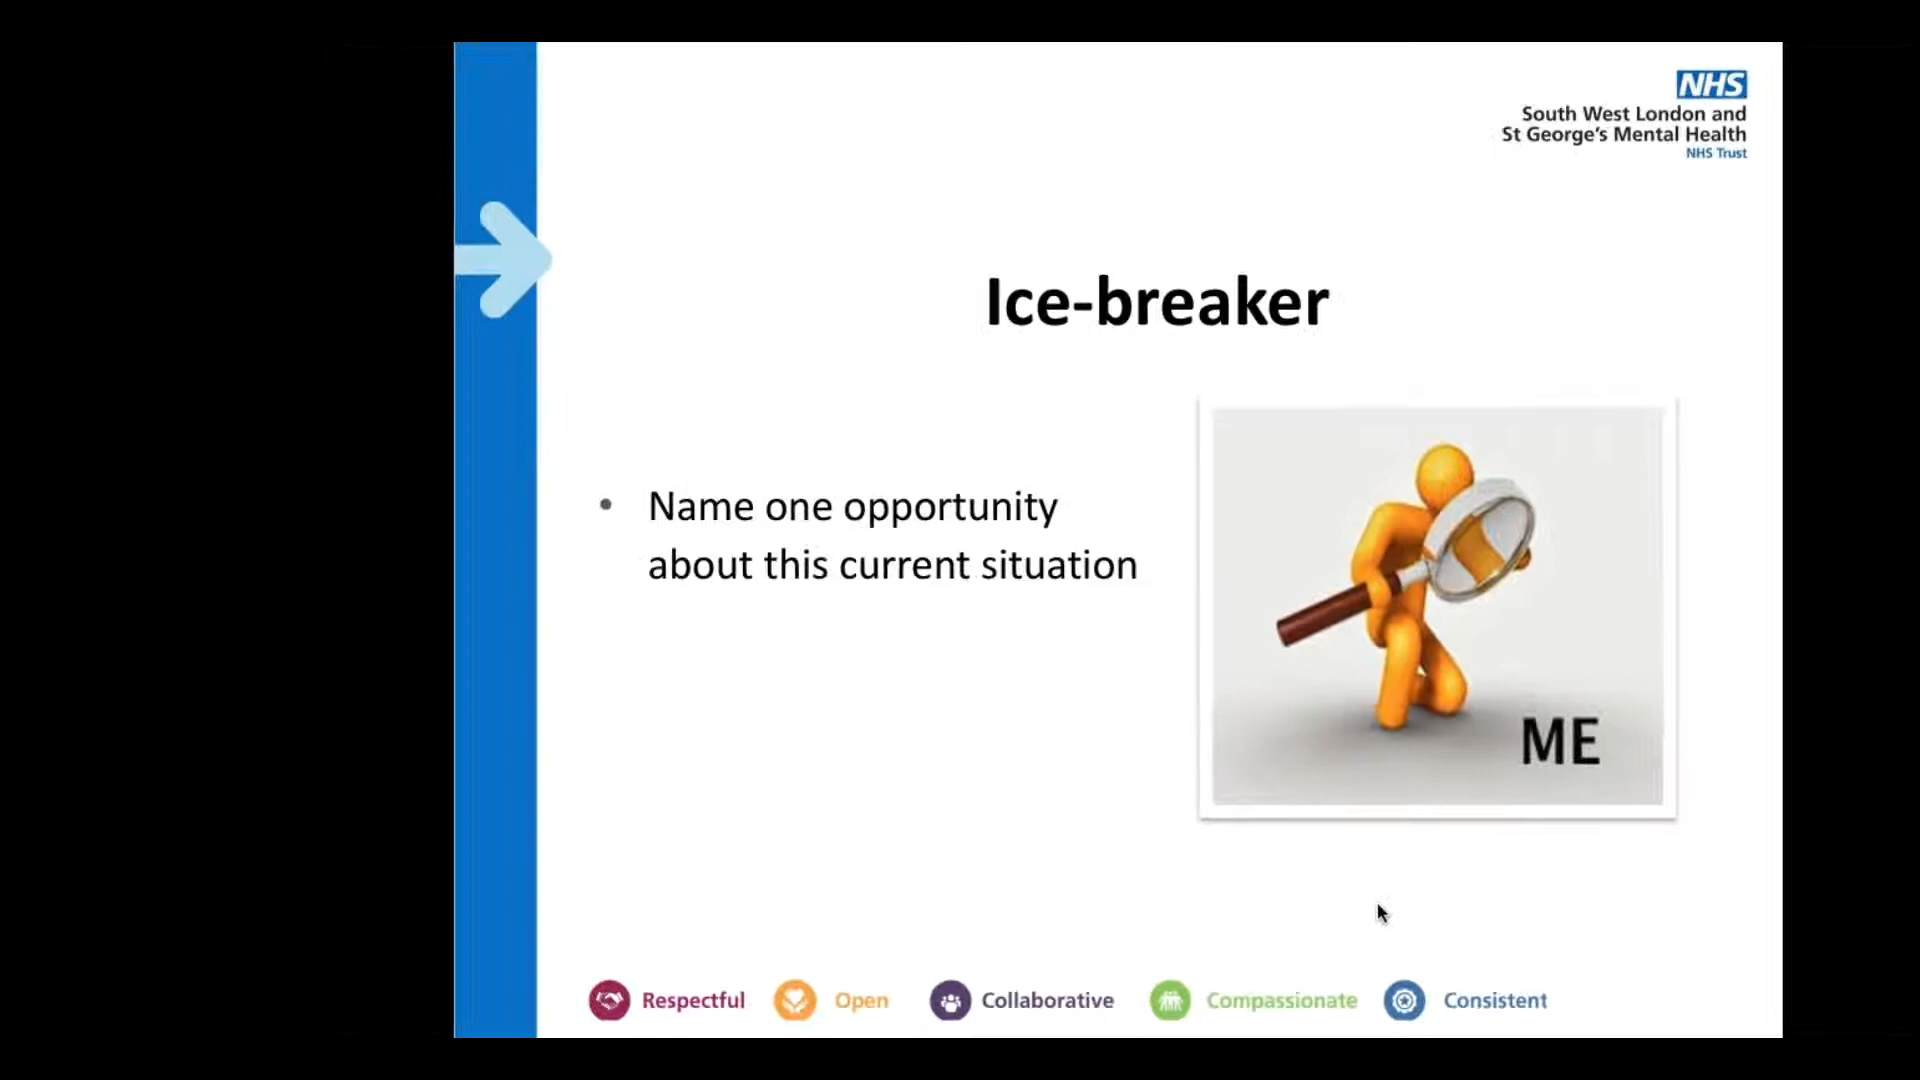 NHS
South West London and
St George's Mental Health
NHS Trust
Ice-breaker
• Name one opportunity
about this current situation
ME
Respectful Open Collaborative Compassionate Consistent